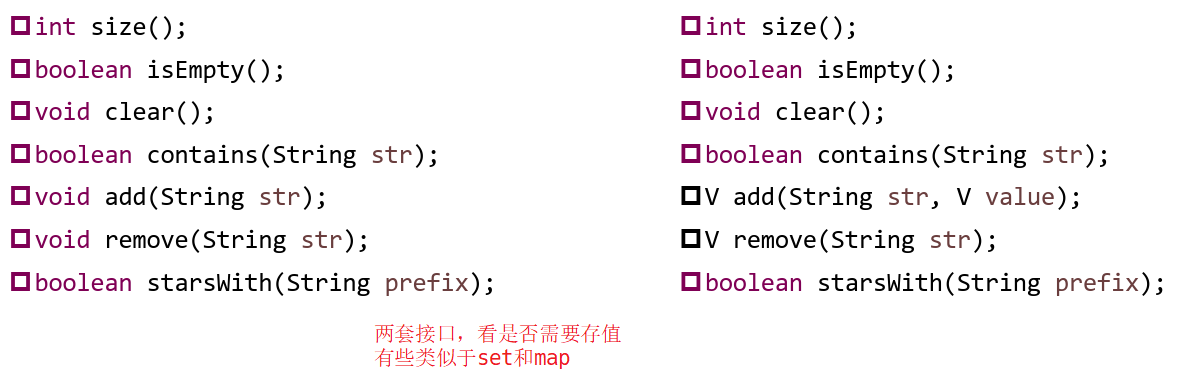 int size();
boolean isEmpty();
void clear();
boolean contains(String str);
void add(String str);
void remove(String str);
boolean starsWith(String prefix);
int size();
boolean isEmpty();
void clear();
boolean contains(String str);
V add(String str, V value);
V remove(String str);
boolean starsWith(String prefix);
两套接口，看是否需要存值
有些类似于set和map